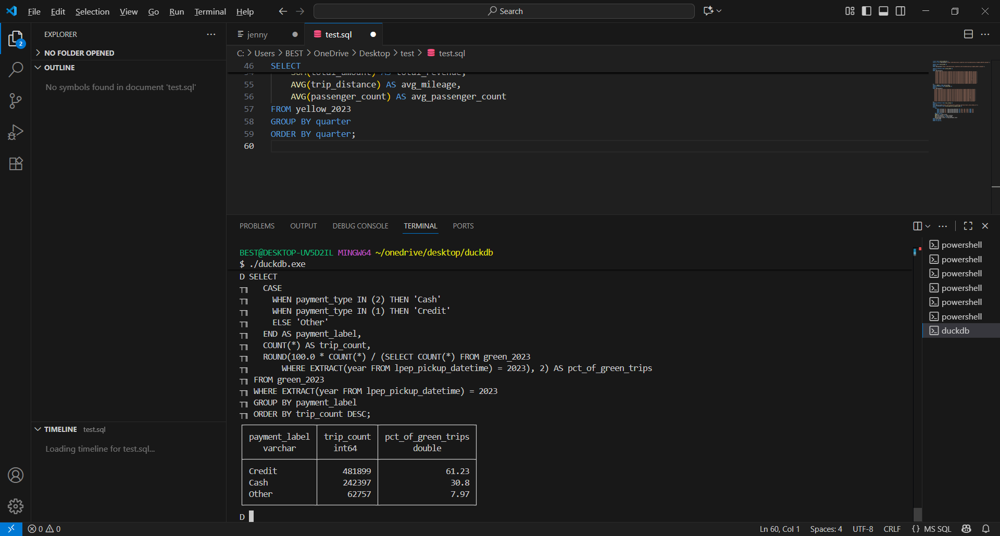 File Edit Selection View Go Run Terminal Help
Search
EXPLORER
2
NO FOLDER OPENED
OUTLINE
No symbols found in document 'test.sql'
TIMELINE test.sql
Loading timeline for test.sql...
jenny
test.sql
C: > Users > BEST > OneDrive > Desktop > test > test.sql
46 SELECT
54 SUM(total_amount) AS total_revenue,
55 AVG(trip_distance) AS avg_mileage,
56 AVG(passenger_count) AS avg_passenger_count
57 FROM yellow_2023
58 GROUP BY quarter
59 ORDER BY quarter;
60
PROBLEMS OUTPUT DEBUG CONSOLE TERMINAL PORTS
BEST@DESKTOP-UV5D2IL MINGW64 ~/onedrive/desktop/duckdb
$ ./duckdb.exe
D SELECT
CASE
WHEN payment_type IN (2) THEN 'Cash'
WHEN payment_type IN (1) THEN 'Credit'
ELSE 'Other'
END AS payment_label,
COUNT(*) AS trip_count,
ROUND(100.0 * COUNT(*) / (SELECT COUNT(*) FROM green_2023
WHERE EXTRACT(year FROM lpep_pickup_datetime) = 2023), 2) AS pct_of_green_trips
FROM green_2023
WHERE EXTRACT(year FROM lpep_pickup_datetime) = 2023
GROUP BY payment_label
ORDER BY trip_count DESC;
payment_label trip_count pct_of_green_trips
varchar int64 double
Credit 481899 61.23
Cash 242397 30.8
Other 62757 7.97
D
powershell
powershell
powershell
powershell
powershell
powershell
duckdb
0 0
Ln 60, Col 1 Spaces: 4 UTF-8 CRLF {} MS SQL